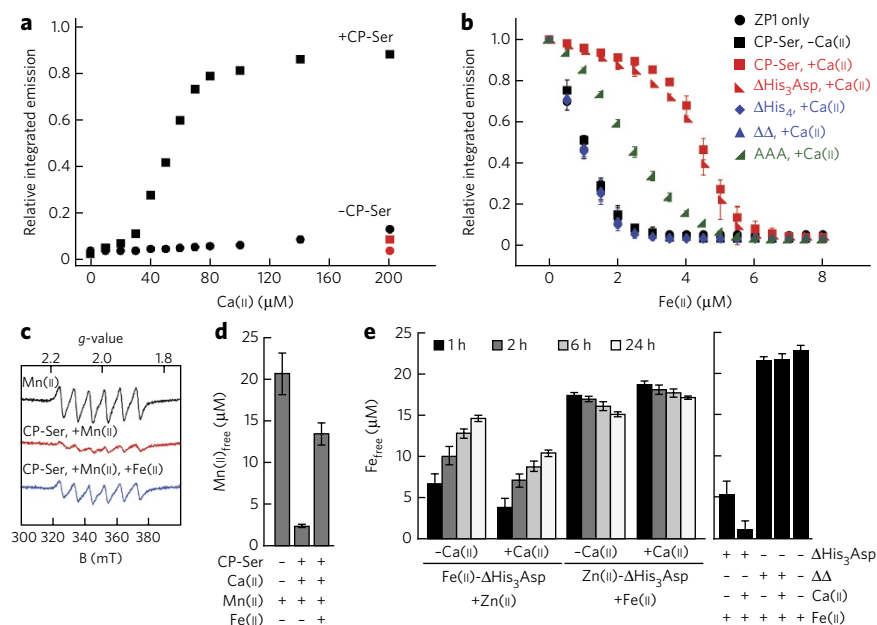 a
Relative integrated emission
1.0
0.8
0.6
0.4
0.2
0
0 40 80 120 160 200
Ca(II) (μM)
+CP-Ser
–CP-Ser
b
Relative integrated emission
1.0
0.8
0.6
0.4
0.2
0
0 2 4 6 8
Fe(II) (μM)
ZP1 only
CP-Ser, –Ca(II)
CP-Ser, +Ca(II)
ΔHis3Asp, +Ca(II)
ΔHis4, +Ca(II)
ΔΔ, +Ca(II)
AAA, +Ca(II)
c
g-value
2.2 2.1 2.0 1.9 1.8
Mn(II)
CP-Ser, +Mn(II)
CP-Ser, +Mn(II), +Fe(II)
300 320 340 360 380
B (mT)
d
Mn(II)free (μM)
25
20
15
10
5
0
CP-Ser – + +
Ca(II) – + +
Mn(II) + + +
Fe(II) – – +
e
Fefree (μM)
25
20
15
10
5
0
1 h 2 h 6 h 24 h
–Ca(II) +Ca(II) –Ca(II) +Ca(II)
Fe(II)-ΔHis3Asp
+Zn(II)
Zn(II)-ΔHis3Asp
+Fe(II)
+ + – – – ΔHis3Asp
– – + + – ΔΔ
– + – + – Ca(II)
+ + + + + Fe(II)